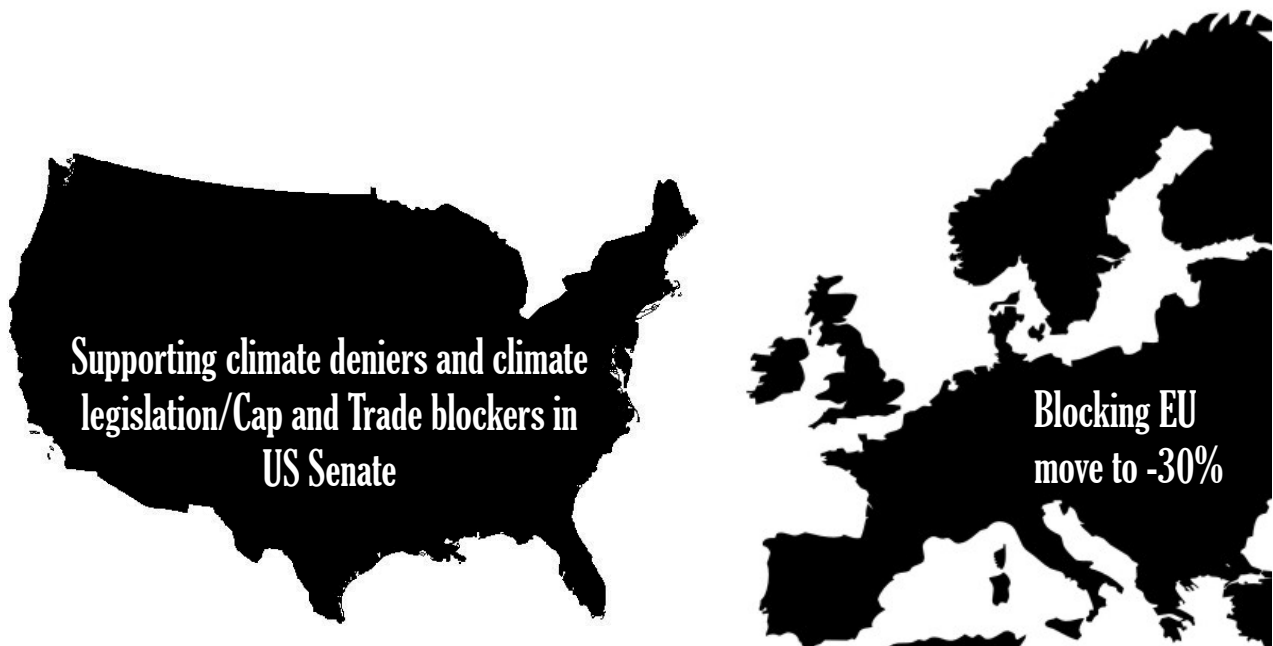 Supporting climate deniers and climate
legislation/Cap and Trade blockers in
US Senate
Blocking EU
move to -30%